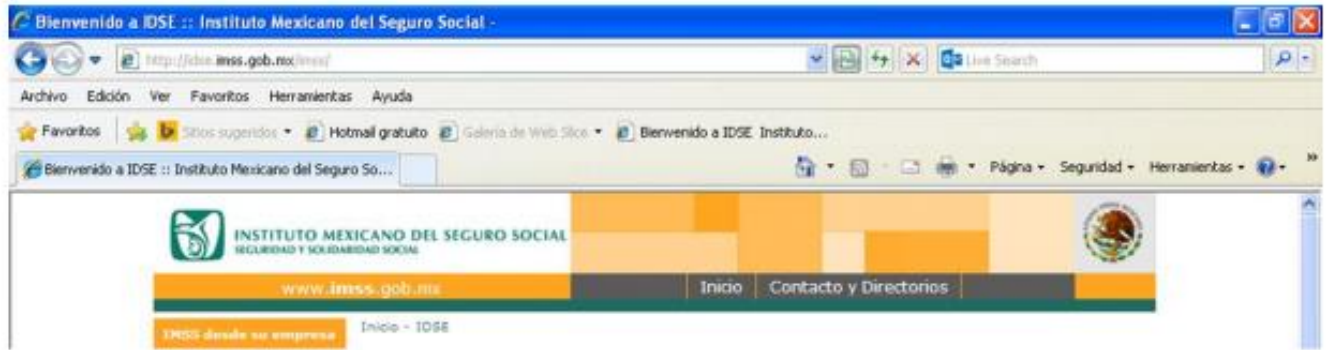 Bienvenido a IDSE :: Instituto Mexicano del Seguro Social -
http://idse.imss.gob.mx/imss/
Live Search
Archivo Edición Ver Favoritos Herramientas Ayuda
Favoritos Sitios sugeridos Hotmail gratuito Galería de Web Slice Bienvenido a IDSE Instituto...
Bienvenido a IDSE :: Instituto Mexicano del Seguro So...
Página Seguridad Herramientas
INSTITUTO MEXICANO DEL SEGURO SOCIAL
SEGURIDAD Y SOLIDARIDAD SOCIAL
www.imss.gob.mx Inicio Contacto y Directorios
IMSS desde su empresa Inicio - IDSE